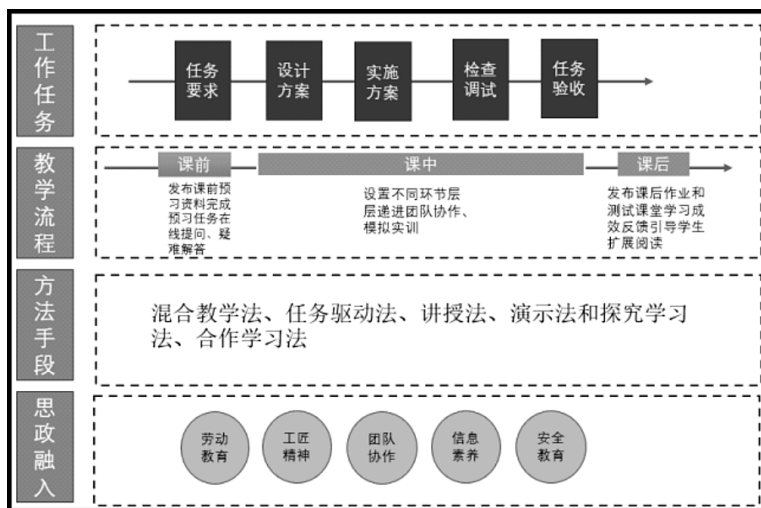 工作任务
任务
要求
设计
方案
实施
方案
检查
调试
任务
验收
教学流程
课前
发布课前预
习资料完成
预习任务在
线提问、疑
难解答
课中
设置不同环节层
层递进团队协作、
模拟实训
课后
发布课后作业和
测试课堂学习成
效反馈引导学生
扩展阅读
方法手段
混合教学法、任务驱动法、讲授法、演示法和探究学习
法、合作学习法
思政融入
劳动
教育
工匠
精神
团队
协作
信息
素养
安全
教育